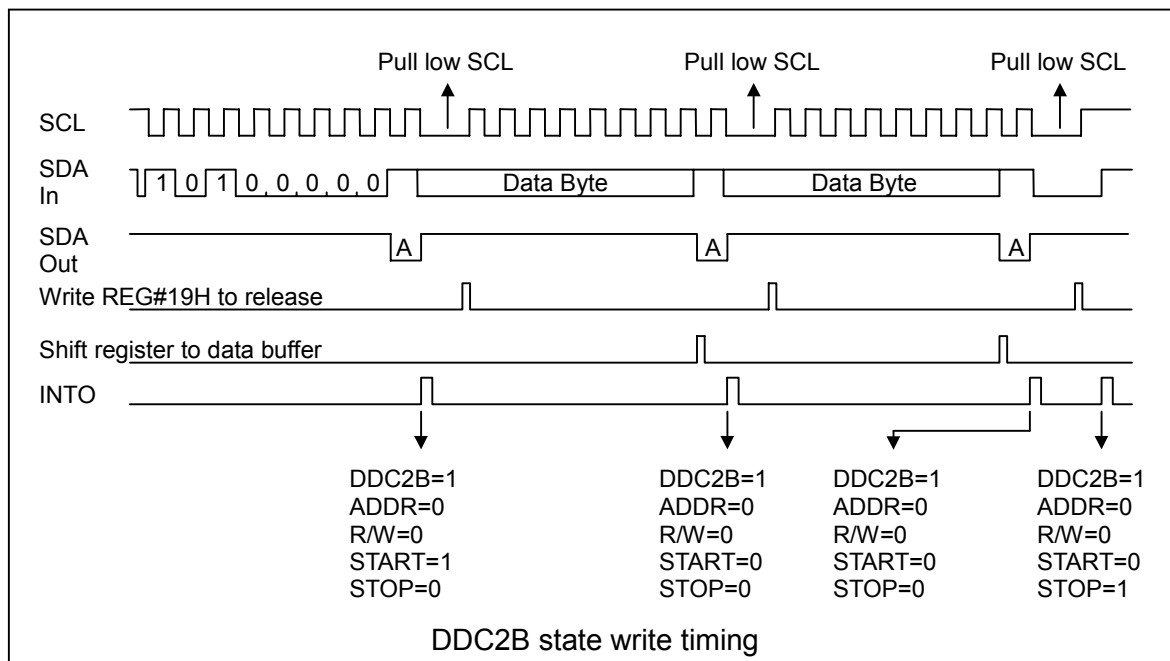 Pull low SCL Pull low SCL Pull low SCL
SCL
SDA In
1 0 1 0 0 0 0 0 Data Byte Data Byte
SDA Out
A A A
Write REG#19H to release
Shift register to data buffer
INTO
DDC2B=1 DDC2B=1 DDC2B=1 DDC2B=1
ADDR=0 ADDR=0 ADDR=0 ADDR=0
R/W=0 R/W=0 R/W=0 R/W=0
START=1 START=0 START=0 START=0
STOP=0 STOP=0 STOP=0 STOP=1
DDC2B state write timing